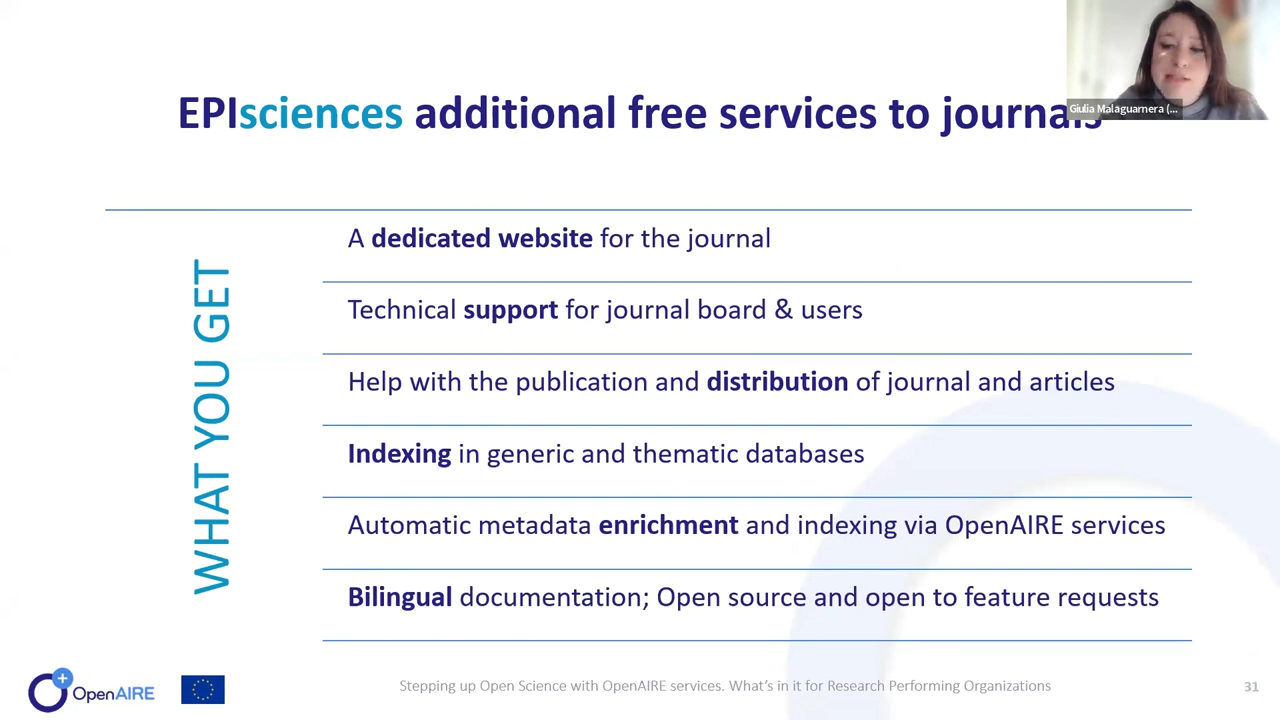 EPIsciences additional free services to journals
Giulia Malaguarnera (...
WHAT YOU GET
A dedicated website for the journal
Technical support for journal board & users
Help with the publication and distribution of journal and articles
Indexing in generic and thematic databases
Automatic metadata enrichment and indexing via OpenAIRE services
Bilingual documentation; Open source and open to feature requests
OpenAIRE
Stepping up Open Science with OpenAIRE services. What's in it for Research Performing Organizations
31